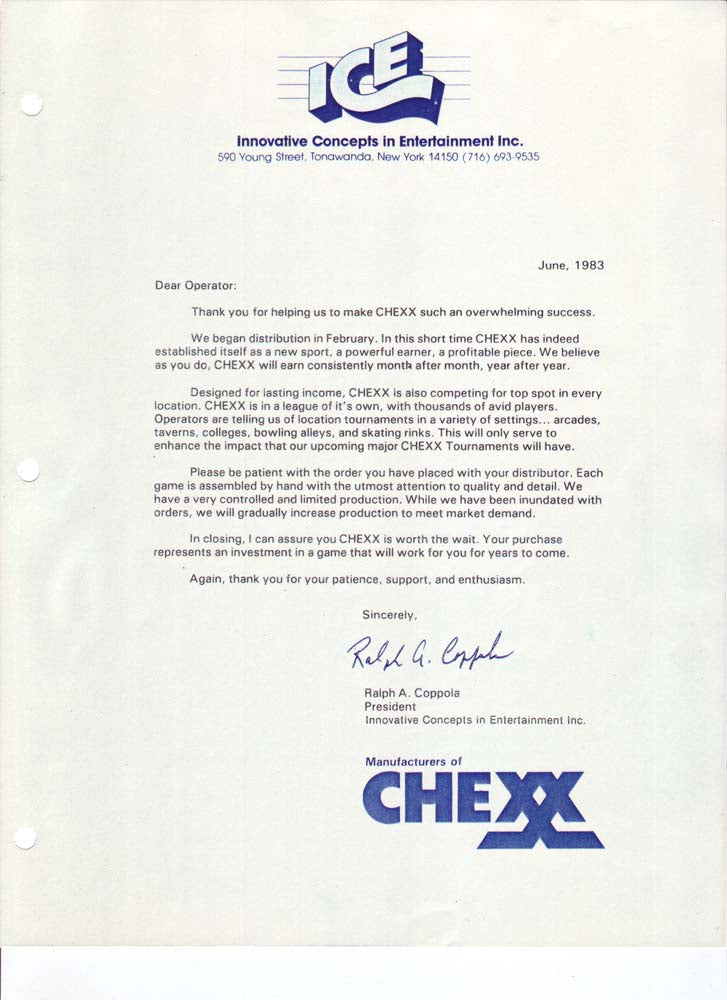 ICE
Innovative Concepts in Entertainment Inc.
590 Young Street, Tonawanda, New York 14150 (716) 693-9535
June, 1983
Dear Operator:
Thank you for helping us to make CHEXX such an overwhelming success.
We began distribution in February. In this short time CHEXX has indeed
established itself as a new sport, a powerful earner, a profitable piece. We believe
as you do, CHEXX will earn consistently month after month, year after year.
Designed for lasting income, CHEXX is also competing for top spot in every
location. CHEXX is in a league of it's own, with thousands of avid players.
Operators are telling us of location tournaments in a variety of settings... arcades,
taverns, colleges, bowling alleys, and skating rinks. This will only serve to
enhance the impact that our upcoming major CHEXX Tournaments will have.
Please be patient with the order you have placed with your distributor. Each
game is assembled by hand with the utmost attention to quality and detail. We
have a very controlled and limited production. While we have been inundated with
orders, we will gradually increase production to meet market demand.
In closing, I can assure you CHEXX is worth the wait. Your purchase
represents an investment in a game that will work for you for years to come.
Again, thank you for your patience, support, and enthusiasm.
Sincerely,
Ralph A. Coppola
Ralph A. Coppola
President
Innovative Concepts in Entertainment Inc.
Manufacturers of
CHEXX